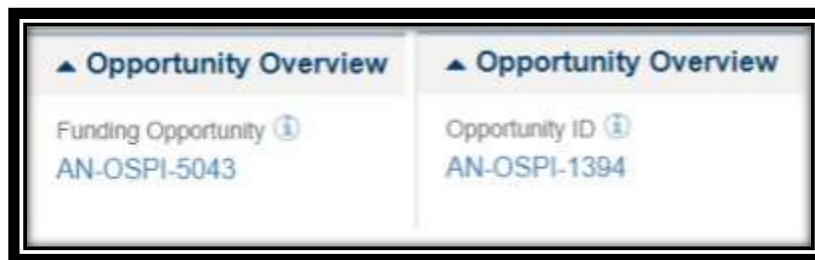 ▲ Opportunity Overview
Funding Opportunity
AN-OSPI-5043
▲ Opportunity Overview
Opportunity ID
AN-OSPI-1394